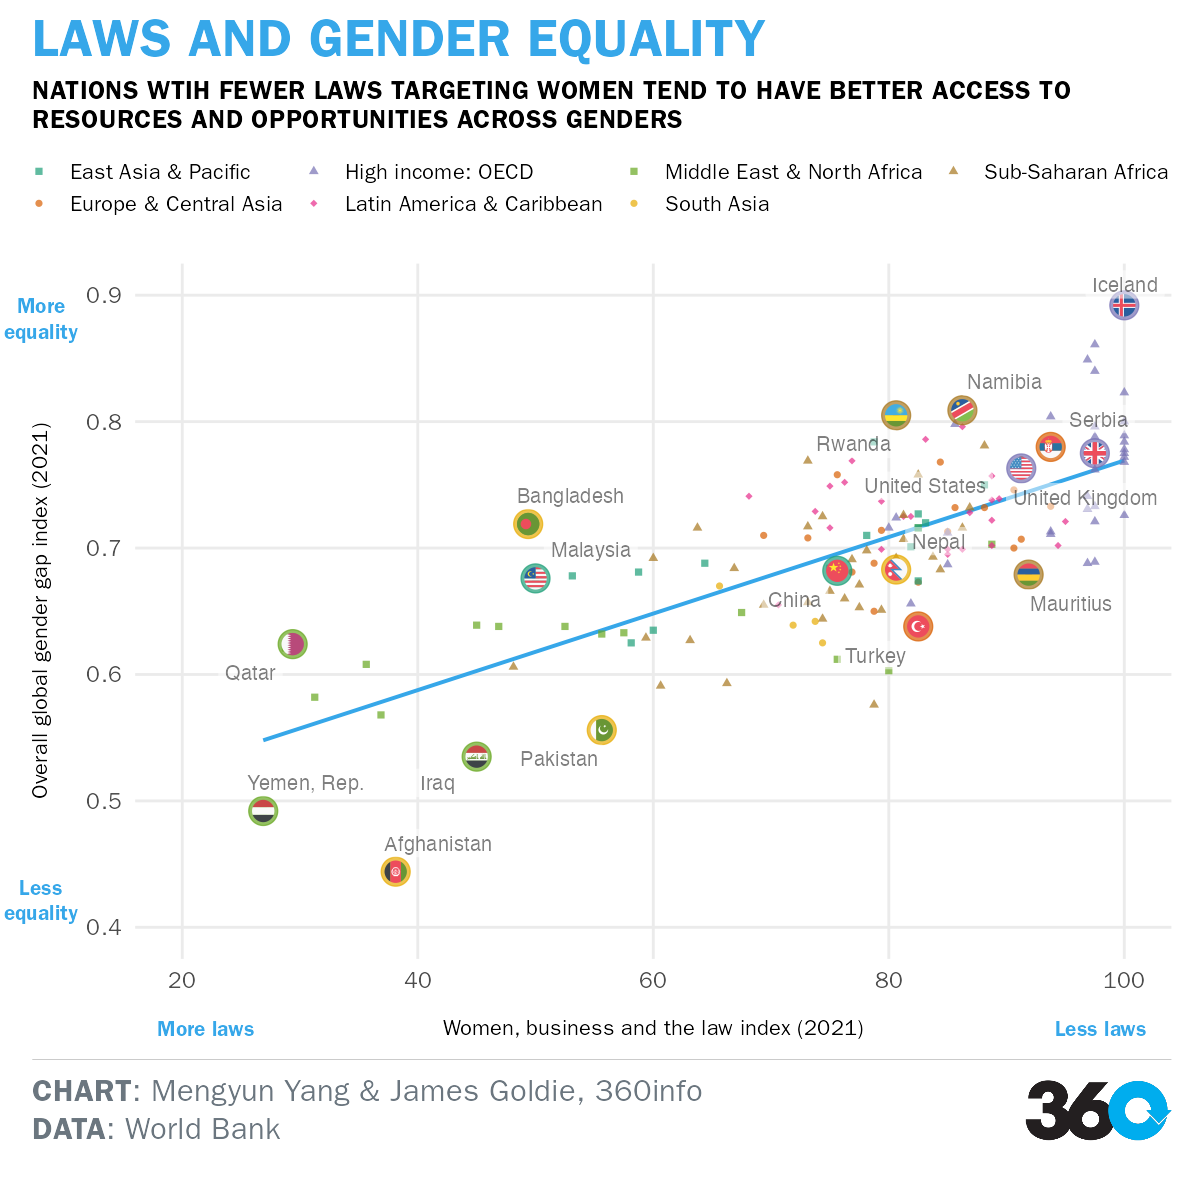 LAWS AND GENDER EQUALITY
NATIONS WTIH FEWER LAWS TARGETING WOMEN TEND TO HAVE BETTER ACCESS TO
RESOURCES AND OPPORTUNITIES ACROSS GENDERS
East Asia & Pacific
High income: OECD
Middle East & North Africa
Sub-Saharan Africa
Europe & Central Asia
Latin America & Caribbean
South Asia
More
equality
0.9
0.8
0.7
0.6
0.5
0.4
Less
equality
Overall global gender gap index (2021)
Iceland
Namibia
Serbia
Rwanda
United States
United Kingdom
Bangladesh
Malaysia
Nepal
China
Mauritius
Turkey
Qatar
Pakistan
Yemen, Rep.
Iraq
Afghanistan
20
40
60
80
100
More laws
Women, business and the law index (2021)
Less laws
CHART: Mengyun Yang & James Goldie, 360info
DATA: World Bank
360